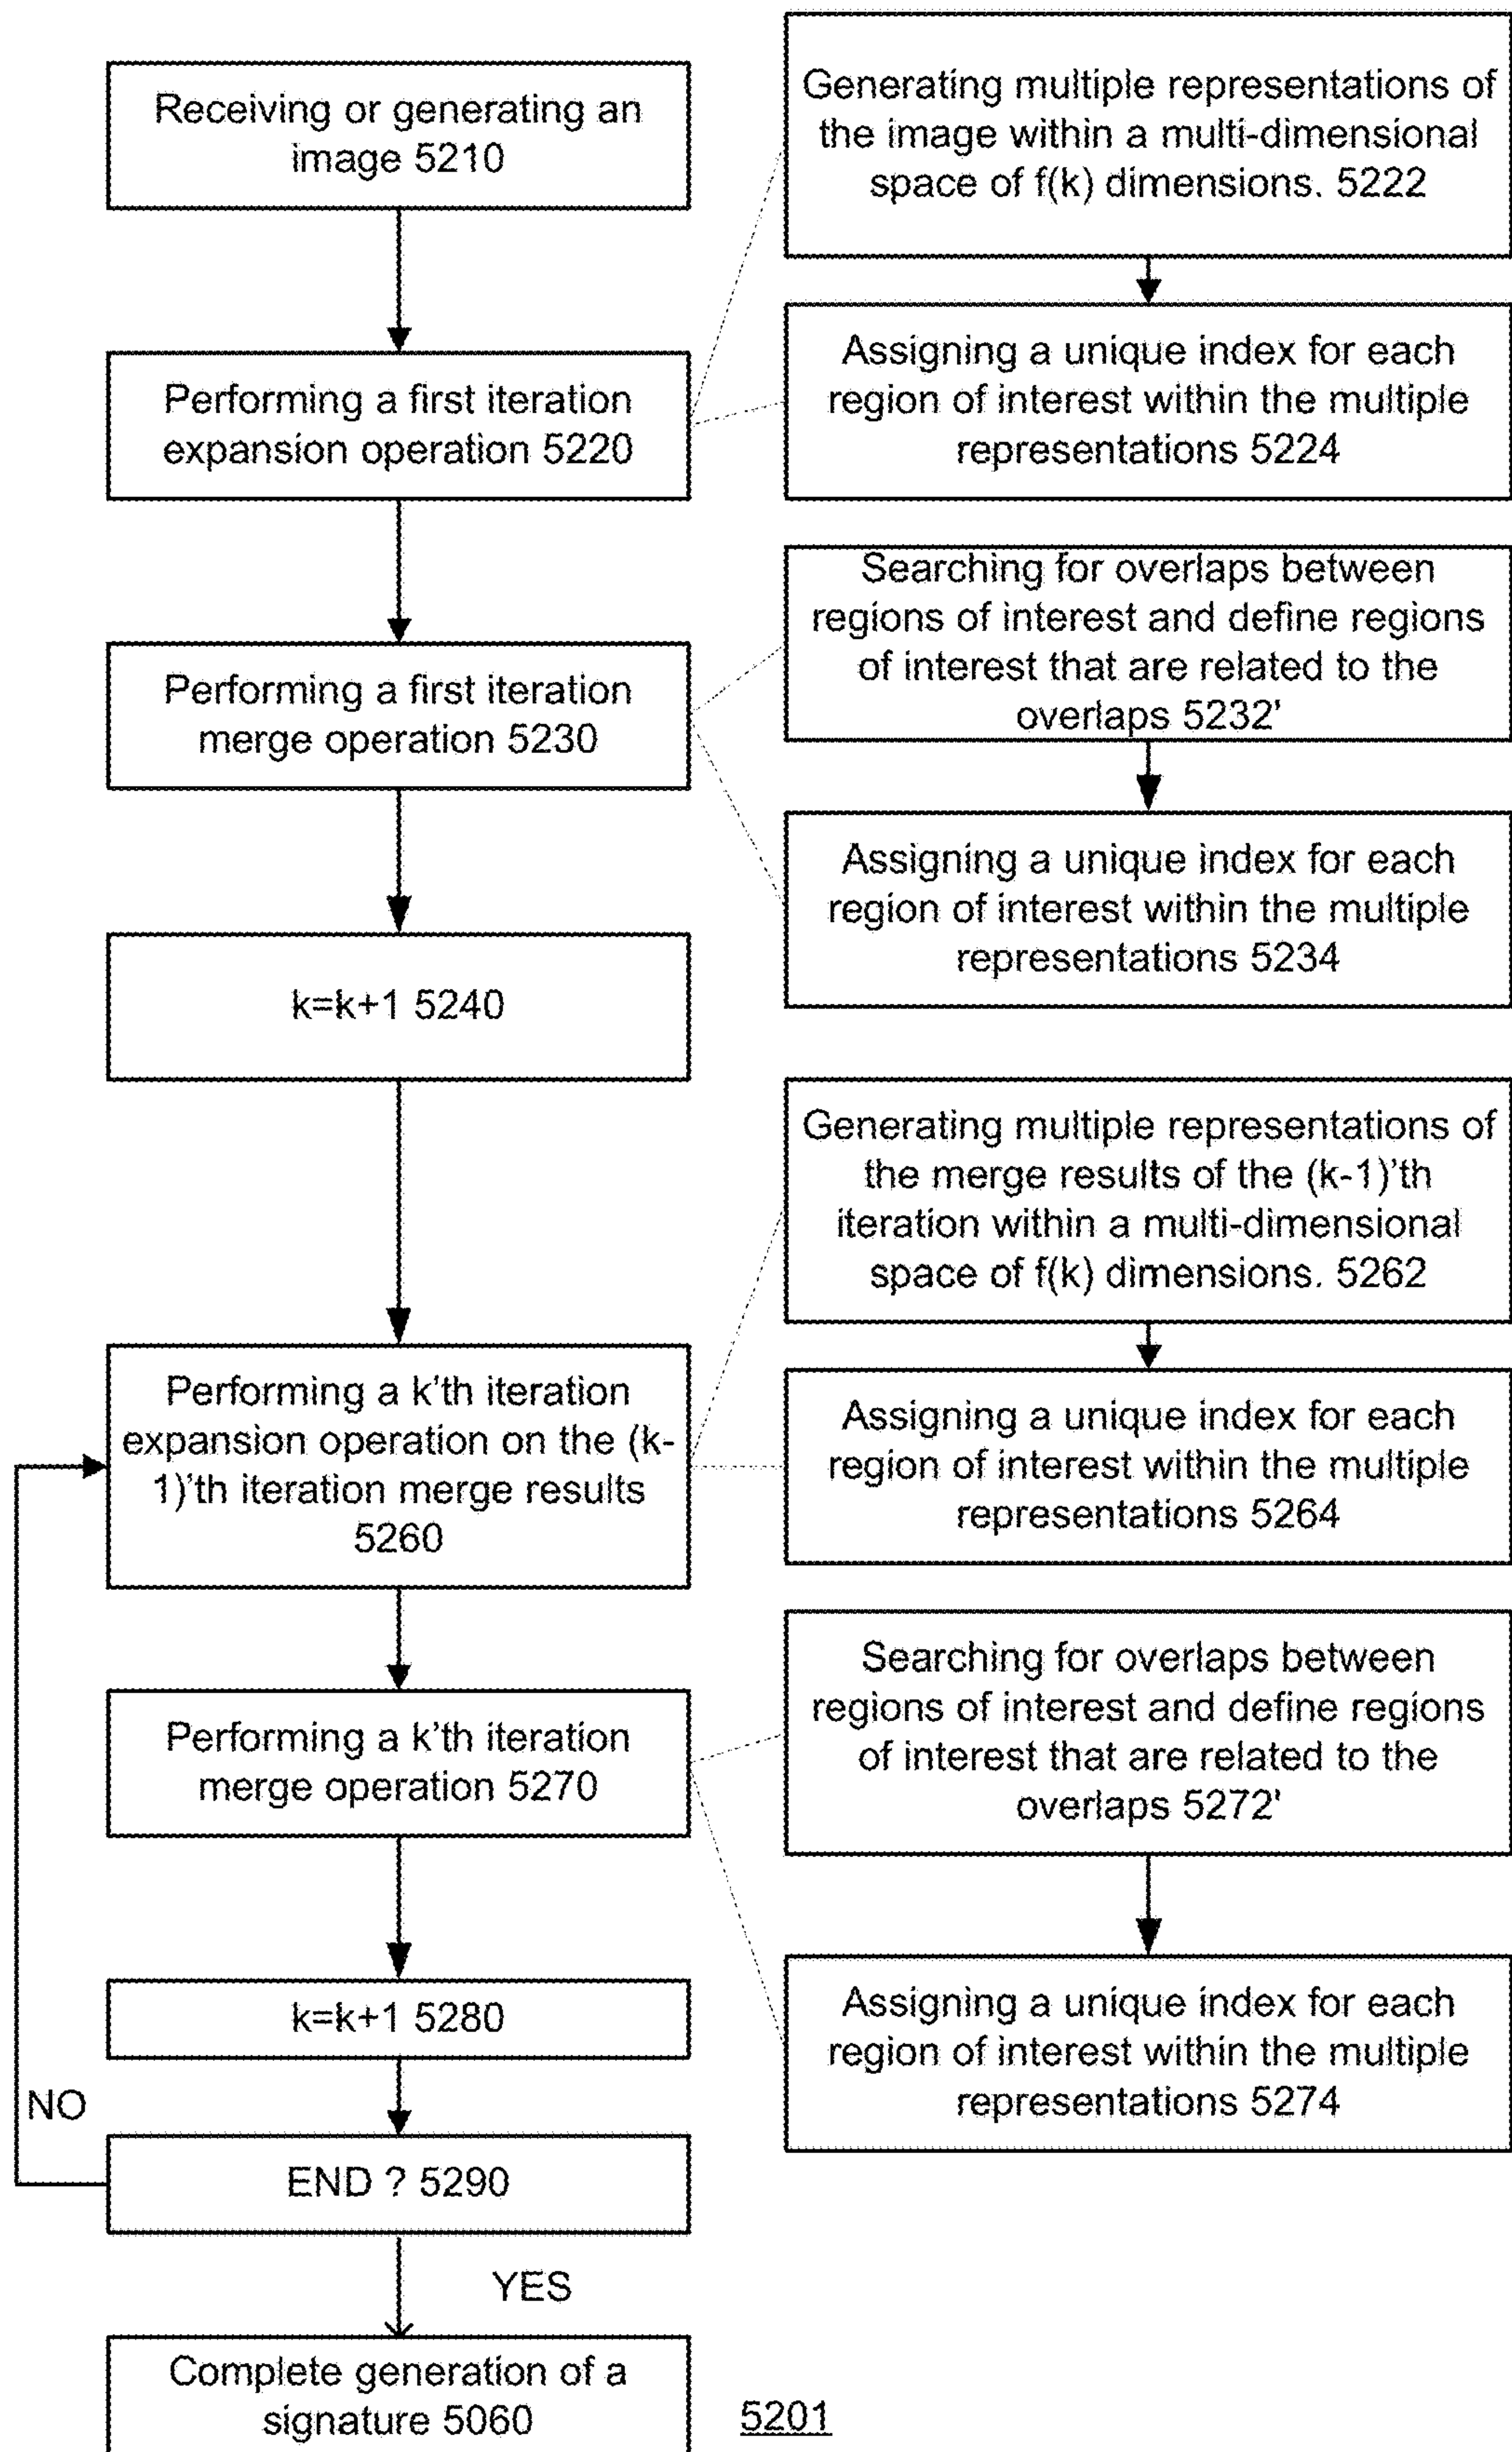 Receiving or generating an
image 5210
Generating multiple representations of
the image within a multi-dimensional
space of f(k) dimensions. 5222
Performing a first iteration
expansion operation 5220
Assigning a unique index for each
region of interest within the multiple
representations 5224
Performing a first iteration
merge operation 5230
Searching for overlaps between
regions of interest and define regions
of interest that are related to the
overlaps 5232'
Assigning a unique index for each
region of interest within the multiple
representations 5234
k=k+1 5240
Performing a k'th iteration
expansion operation on the (k-
1)'th iteration merge results
5260
Generating multiple representations of
the merge results of the (k-1)'th
iteration within a multi-dimensional
space of f(k) dimensions. 5262
Assigning a unique index for each
region of interest within the multiple
representations 5264
Performing a k'th iteration
merge operation 5270
Searching for overlaps between
regions of interest and define regions
of interest that are related to the
overlaps 5272'
Assigning a unique index for each
region of interest within the multiple
representations 5274
k=k+1 5280
NO
END ? 5290
YES
Complete generation of a
signature 5060
5201